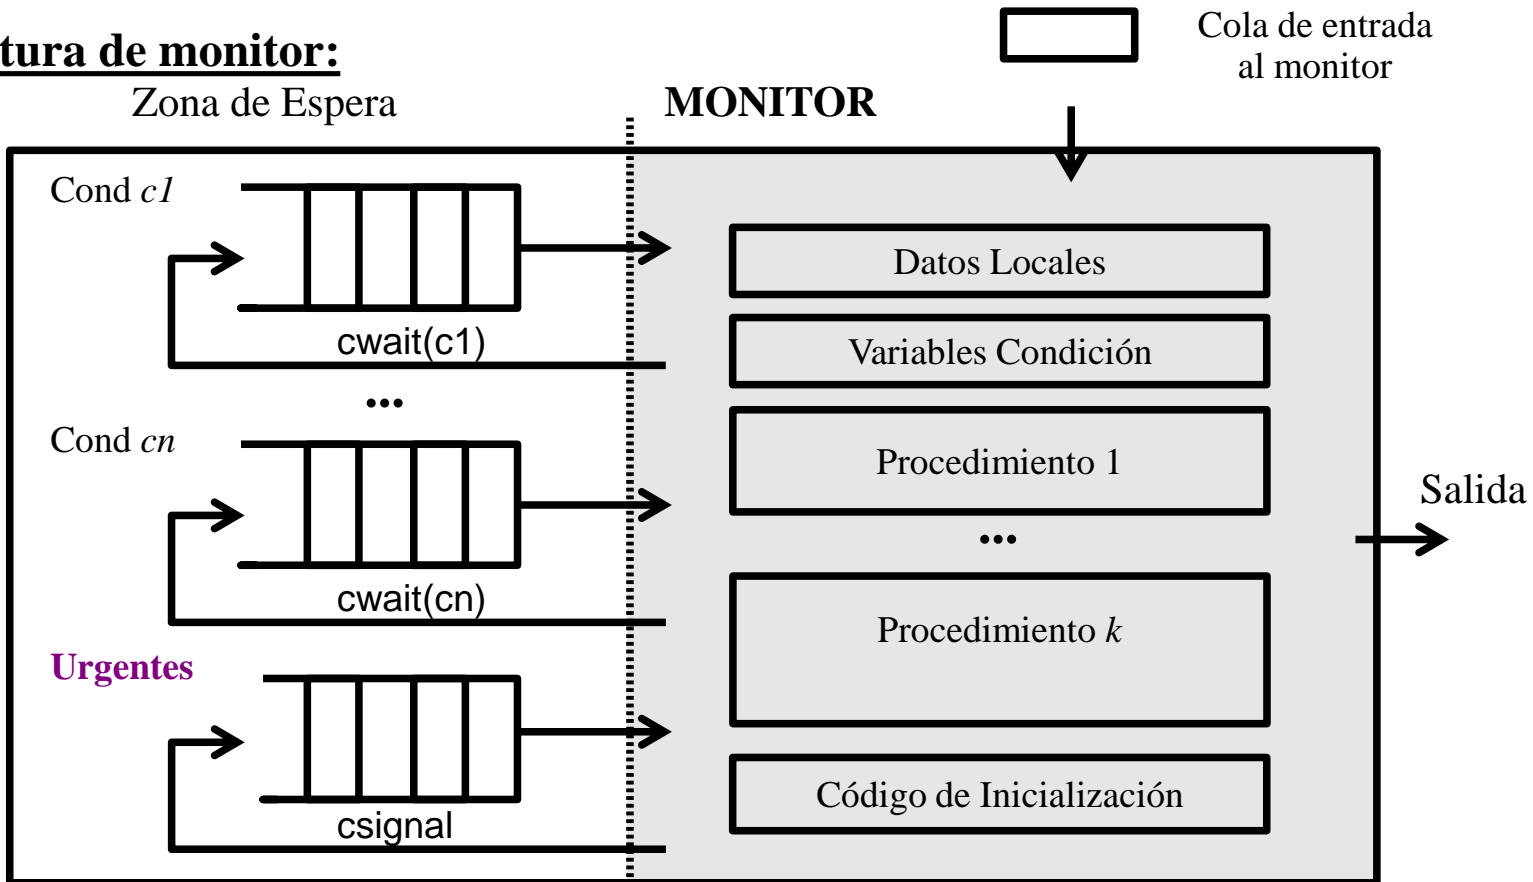 tura de monitor:
Cola de entrada
al monitor
Zona de Espera
MONITOR
Cond c1
cwait(c1)
...
Cond cn
cwait(cn)
Urgentes
csignal
Datos Locales
Variables Condición
Procedimiento 1
...
Procedimiento k
Código de Inicialización
Salida